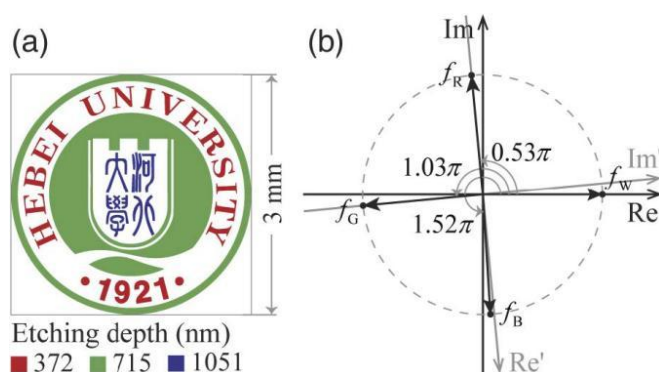 (a)
HEBEI UNIVERSITY
河北
大學
·1921·
3 mm
Etching depth (nm)
372 715 1051
(b)
Im
f_R
0.53π
1.03π
Im'
f_W
Re
f_G
1.52π
f_B
Re'